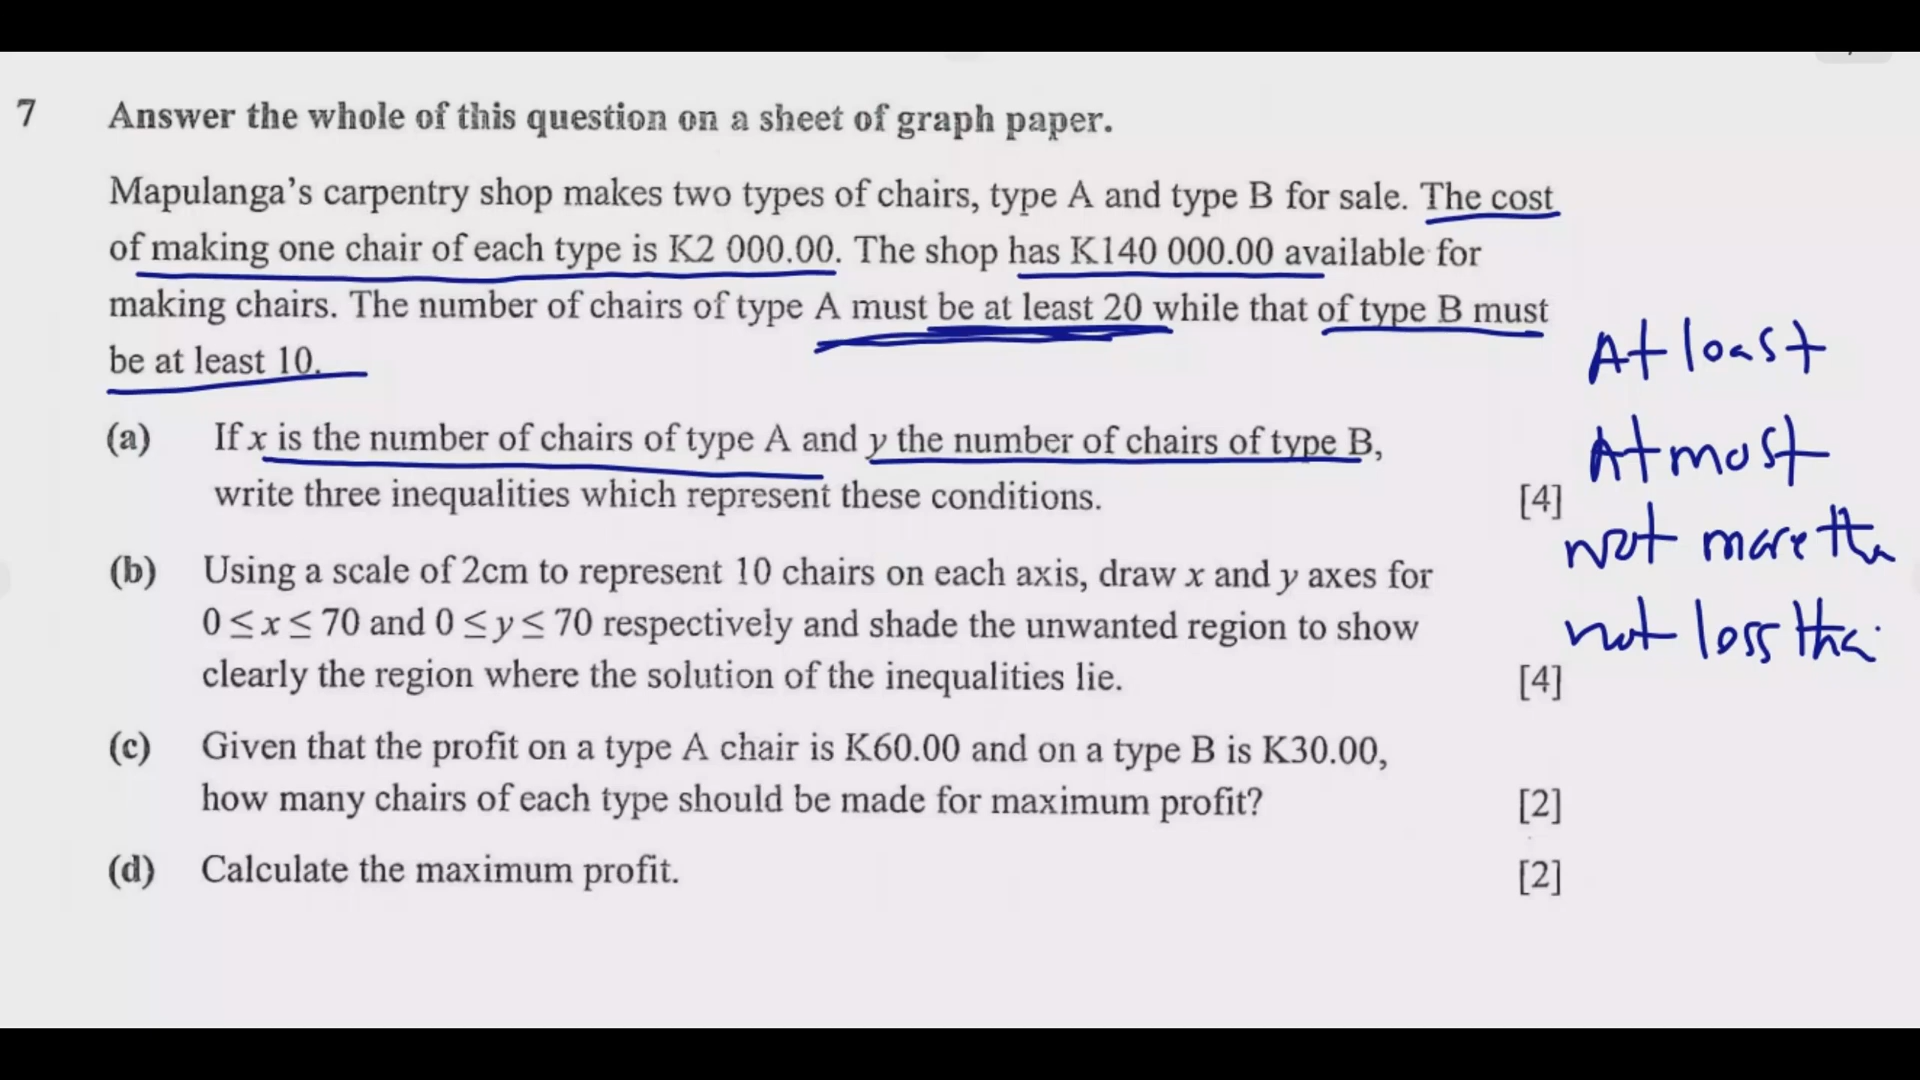 7 Answer the whole of this question on a sheet of graph paper.
Mapulanga's carpentry shop makes two types of chairs, type A and type B for sale. The cost
of making one chair of each type is K2 000.00. The shop has K140 000.00 available for
making chairs. The number of chairs of type A must be at least 20 while that of type B must
be at least 10.
(a) If x is the number of chairs of type A and y the number of chairs of type B,
write three inequalities which represent these conditions. [4]
(b) Using a scale of 2cm to represent 10 chairs on each axis, draw x and y axes for
0 ≤ x ≤ 70 and 0 ≤ y ≤ 70 respectively and shade the unwanted region to show
clearly the region where the solution of the inequalities lie. [4]
(c) Given that the profit on a type A chair is K60.00 and on a type B is K30.00,
how many chairs of each type should be made for maximum profit? [2]
(d) Calculate the maximum profit. [2]
At least
At most
not more tha
not less tha